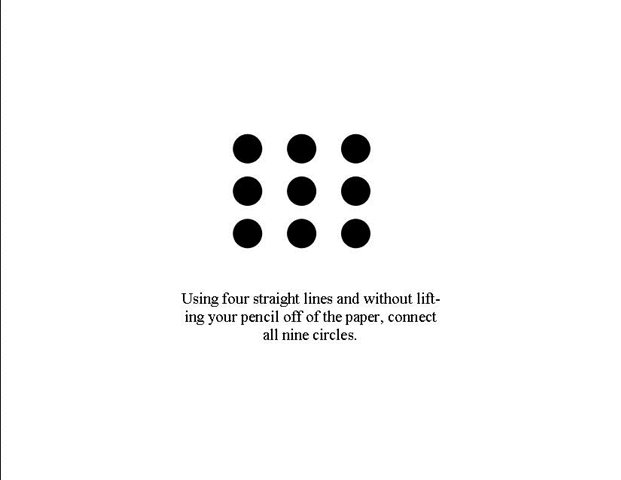 Using four straight lines and without lift-
ing your pencil off of the paper, connect
all nine circles.